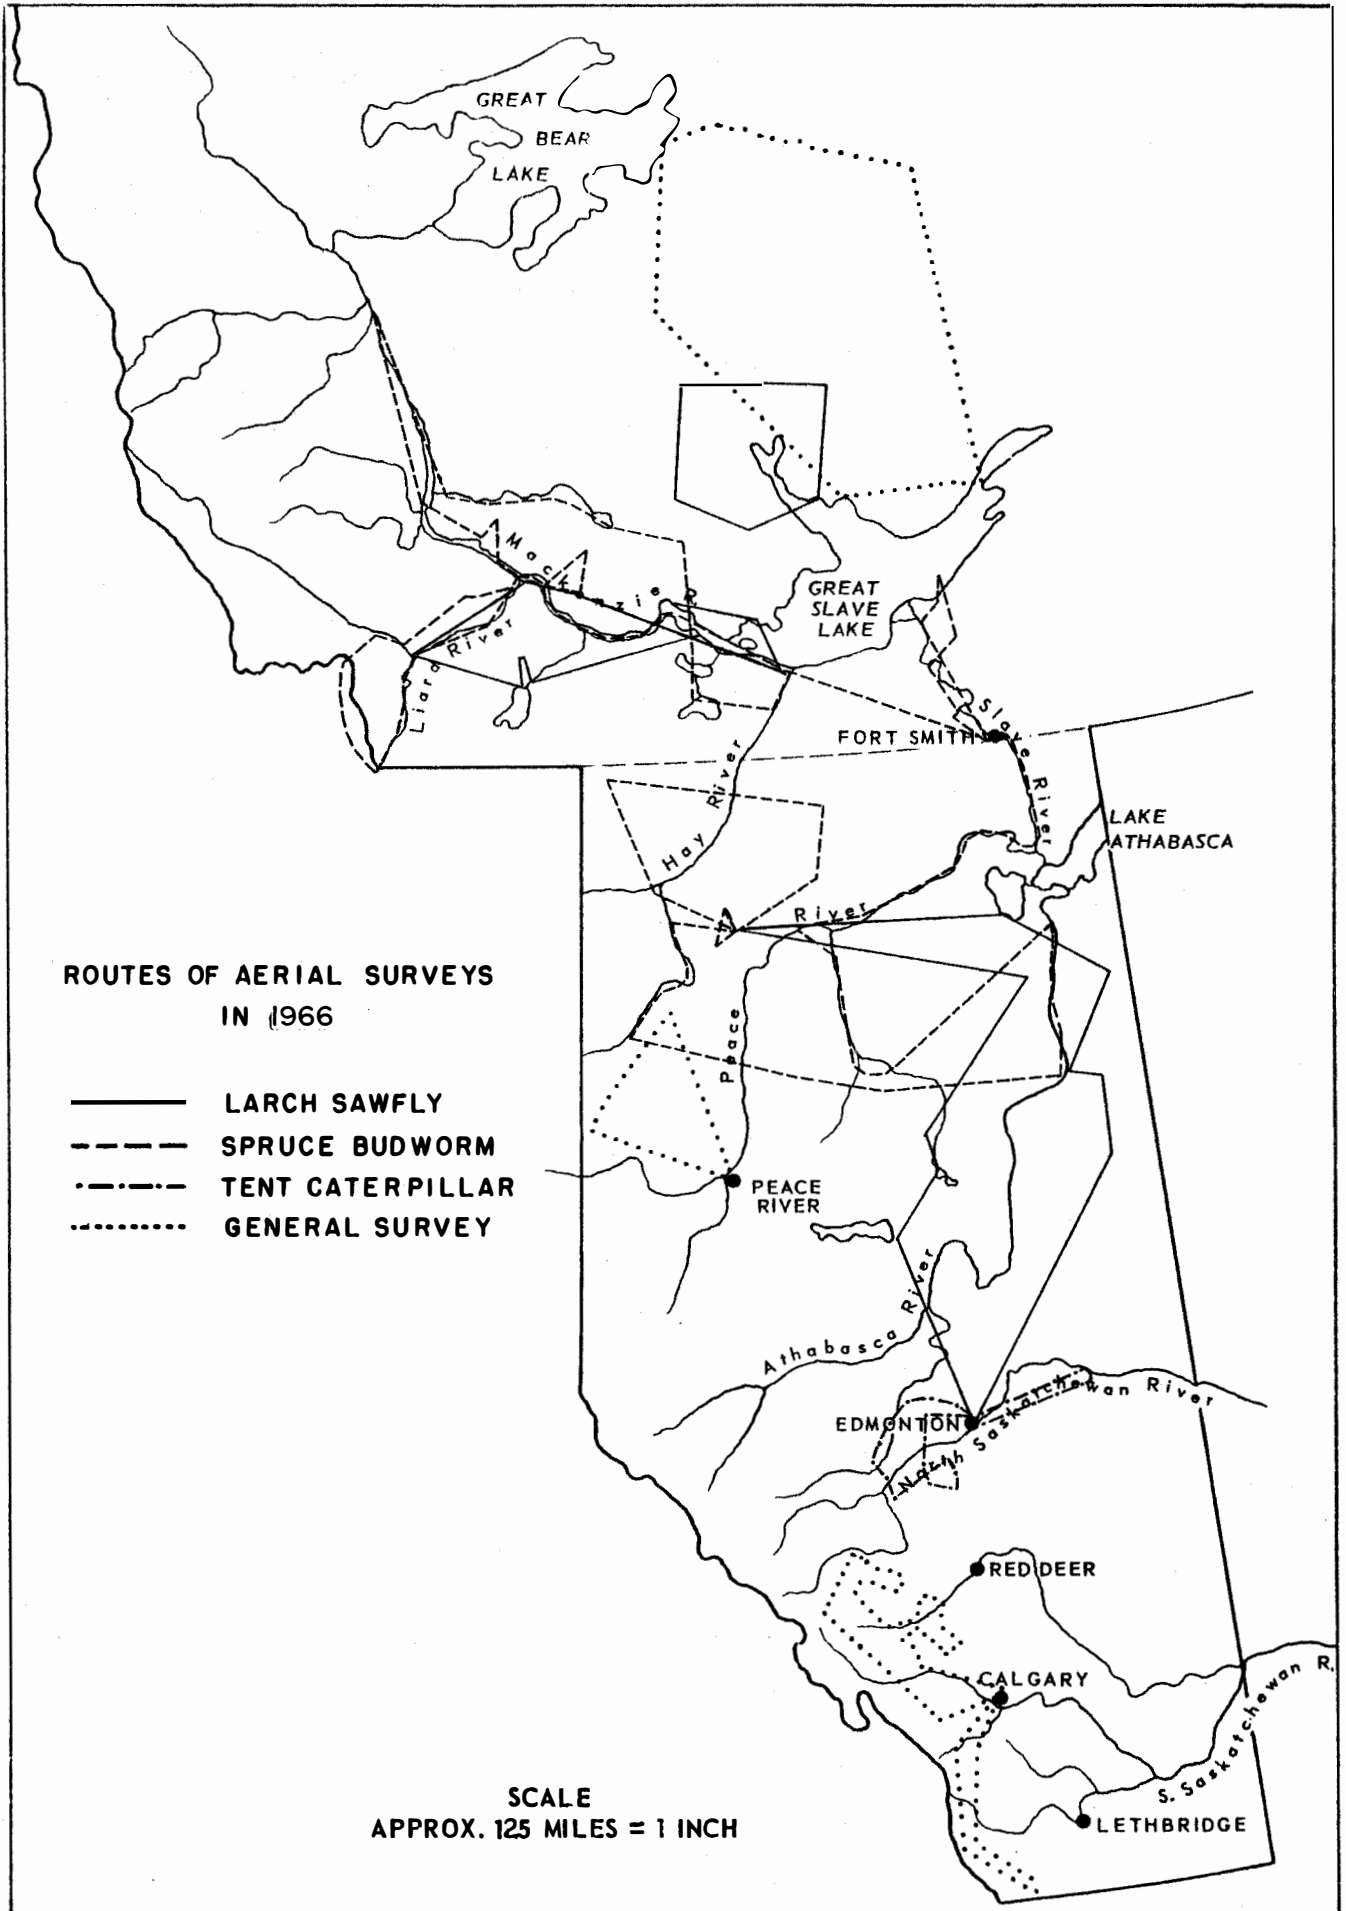 GREAT
BEAR
LAKE
Mackenzie R.
GREAT
SLAVE
LAKE
Liard River
Slave River
FORT SMITH
Hay River
LAKE
ATHABASCA
River
Peace
ROUTES OF AERIAL SURVEYS
IN 1966
LARCH SAWFLY
SPRUCE BUDWORM
TENT CATERPILLAR
GENERAL SURVEY
PEACE
RIVER
Athabasca River
EDMONTON
North Saskatchewan River
RED DEER
CALGARY
S. Saskatchewan R.
LETHBRIDGE
SCALE
APPROX. 125 MILES = 1 INCH